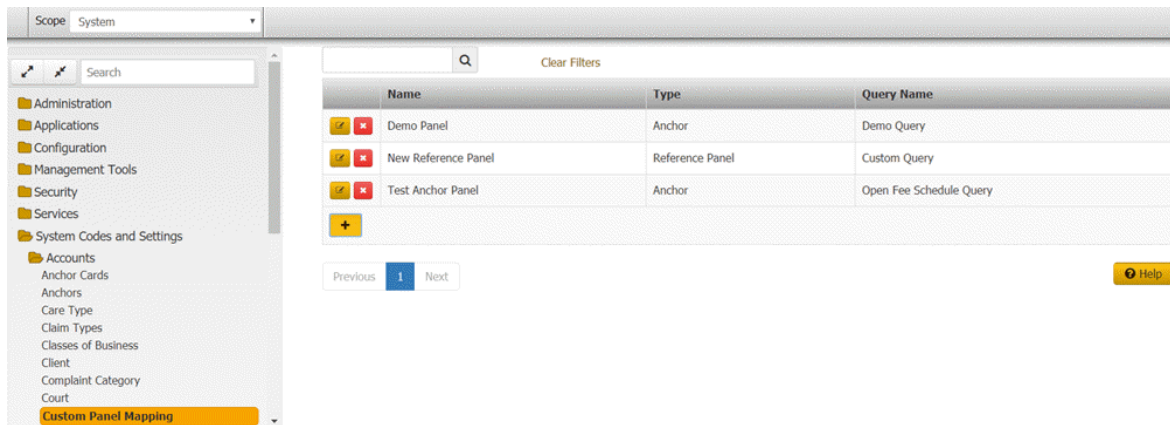 Scope System
Search
Clear Filters
Administration
Applications
Configuration
Management Tools
Security
Services
System Codes and Settings
Accounts
Anchor Cards
Anchors
Care Type
Claim Types
Classes of Business
Client
Complaint Category
Court
Custom Panel Mapping
Name Type Query Name
Demo Panel Anchor Demo Query
New Reference Panel Reference Panel Custom Query
Test Anchor Panel Anchor Open Fee Schedule Query
+
Previous 1 Next
Help